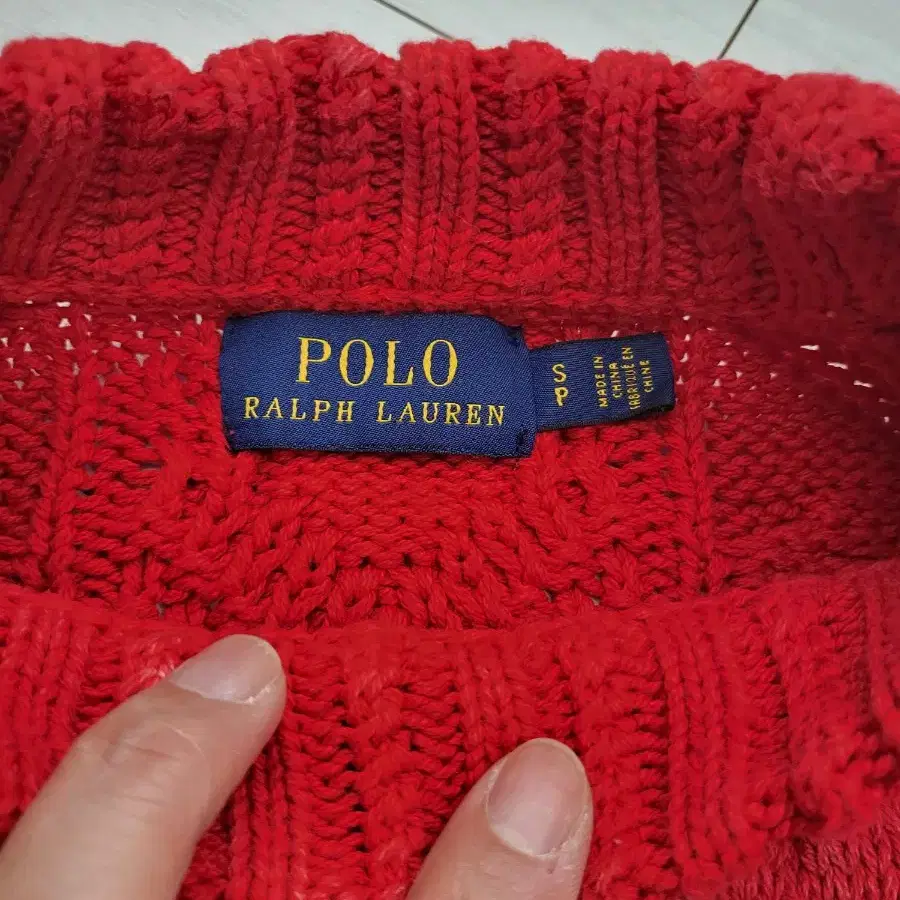 POLO
RALPH LAUREN
S
P
MADE IN
CHINA
FABRIQUÉ EN
CHINE